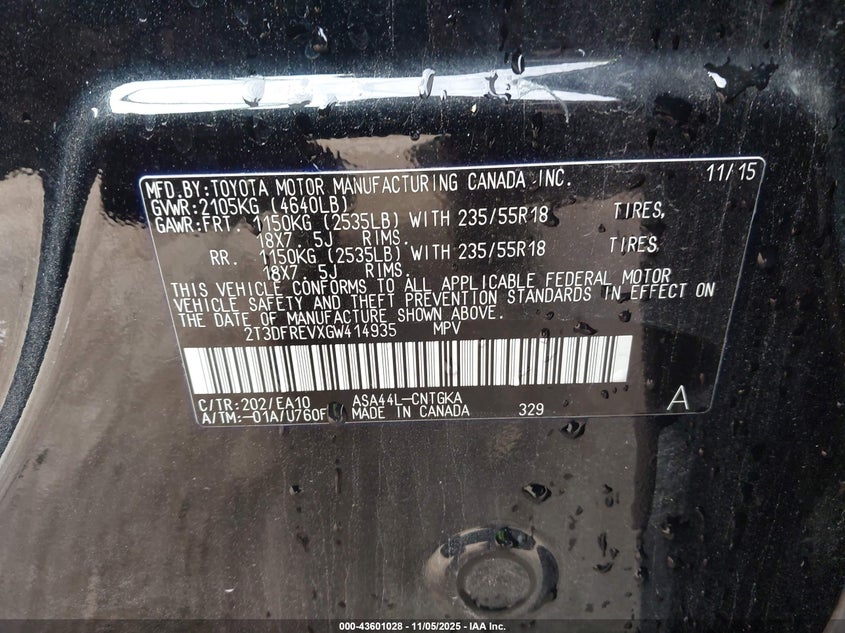 MFD.BY:TOYOTA MOTOR MANUFACTURING CANADA INC. 11/15
GVWR:2105KG (4640LB)
GAWR:FRT. 1150KG (2535LB) WITH 235/55R18 TIRES,
18X7.5J RIMS.
RR. 1150KG (2535LB) WITH 235/55R18 TIRES,
18X7.5J RIMS.
THIS VEHICLE CONFORMS TO ALL APPLICABLE FEDERAL MOTOR
VEHICLE SAFETY AND THEFT PREVENTION STANDARDS IN EFFECT ON
THE DATE OF MANUFACTURE SHOWN ABOVE.
2T3DFREVXGW414935 MPV
C/TR:202/EA10 ASA44L-CNTGKA
A/TM:-01A/U760F MADE IN CANADA 329 A
000-43601028 - 11/05/2025 - IAA Inc.